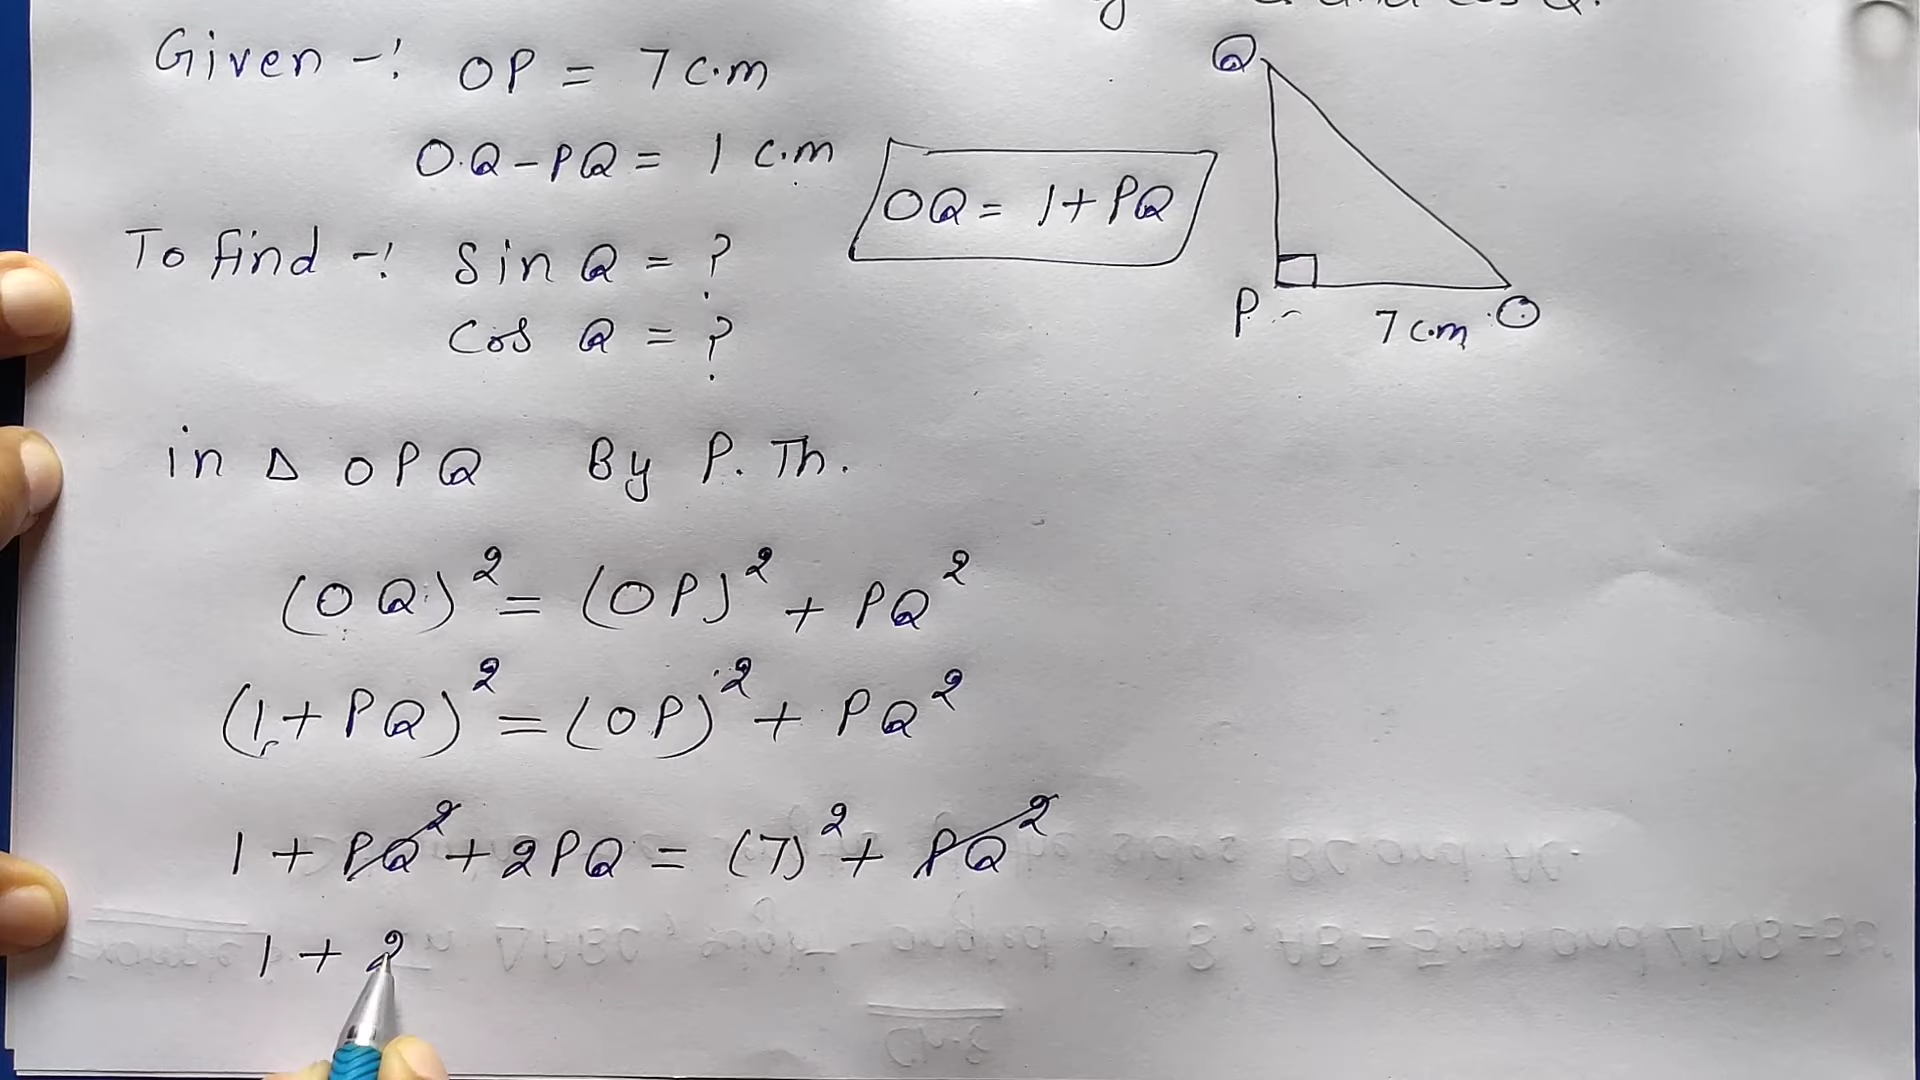 Given -: OP = 7 c.m
OQ - PQ = 1 c.m
OQ = 1 + PQ
To find -: Sin Q = ?
Cos Q = ?
Q
P
7 c.m
O
in Δ OPQ By P. Th.
(OQ)² = (OP)² + PQ²
(1 + PQ)² = (OP)² + PQ²
1 + PQ² + 2PQ = (7)² + PQ²
1 + 2